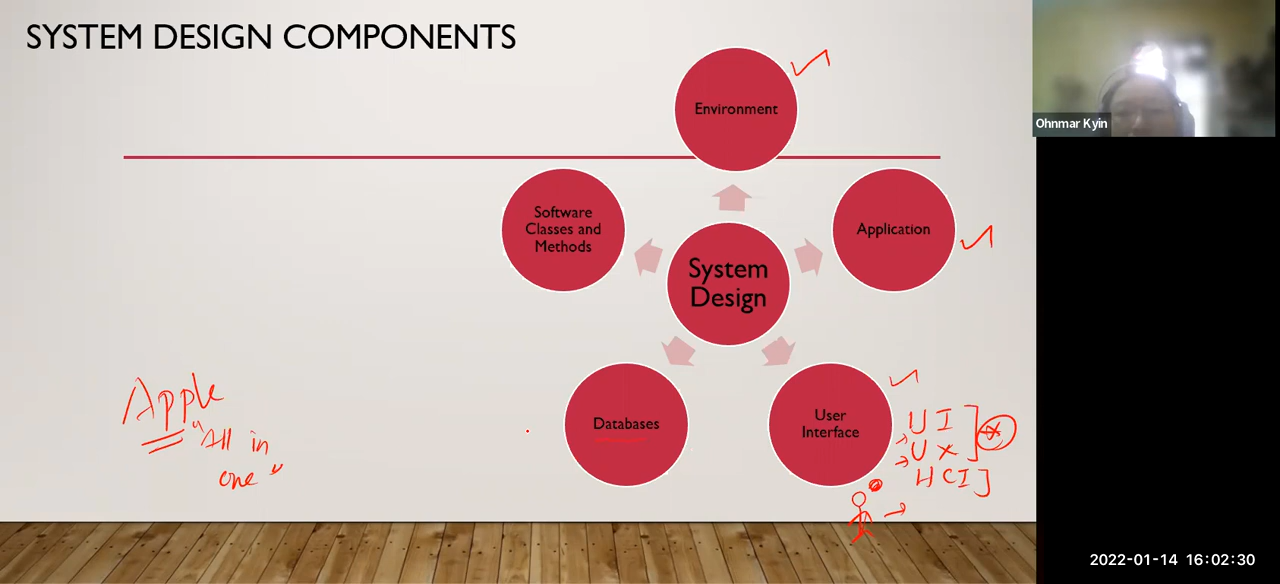 SYSTEM DESIGN COMPONENTS
Ohnmar Kyin
Environment
Software
Classes and
Methods
Application
System
Design
Databases
User
Interface
Apple
"All in
one"
UI
UX
HCI
2022-01-14 16:02:30